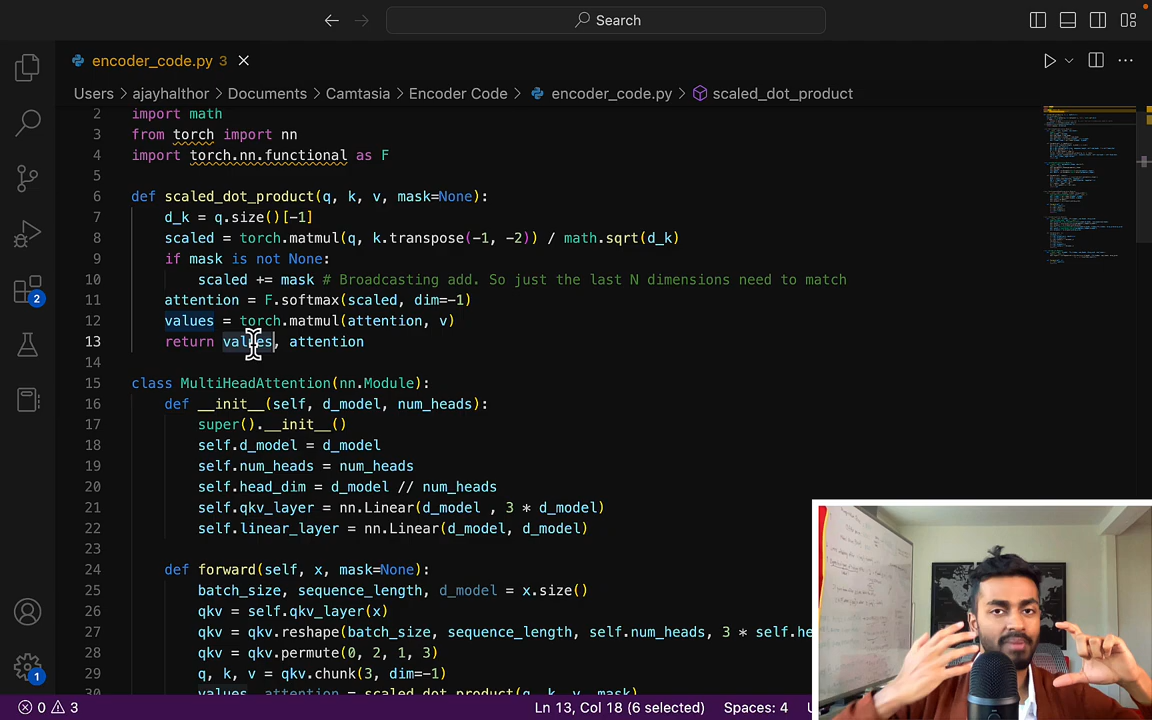 Search
encoder_code.py 3
Users > ajayhalthor > Documents > Camtasia > Encoder Code > encoder_code.py > scaled_dot_product
2 import math
3 from torch import nn
4 import torch.nn.functional as F
5
6 def scaled_dot_product(q, k, v, mask=None):
7 d_k = q.size()[-1]
8 scaled = torch.matmul(q, k.transpose(-1, -2)) / math.sqrt(d_k)
9 if mask is not None:
10 scaled += mask # Broadcasting add. So just the last N dimensions need to match
11 attention = F.softmax(scaled, dim=-1)
12 values = torch.matmul(attention, v)
13 return values, attention
14
15 class MultiHeadAttention(nn.Module):
16 def __init__(self, d_model, num_heads):
17 super().__init__()
18 self.d_model = d_model
19 self.num_heads = num_heads
20 self.head_dim = d_model // num_heads
21 self.qkv_layer = nn.Linear(d_model , 3 * d_model)
22 self.linear_layer = nn.Linear(d_model, d_model)
23
24 def forward(self, x, mask=None):
25 batch_size, sequence_length, d_model = x.size()
26 qkv = self.qkv_layer(x)
27 qkv = qkv.reshape(batch_size, sequence_length, self.num_heads, 3 * self.he
28 qkv = qkv.permute(0, 2, 1, 3)
29 q, k, v = qkv.chunk(3, dim=-1)
30 values, attention = scaled_dot_product(q, k, v, mask)
2
1
0 3
Ln 13, Col 18 (6 selected)
Spaces: 4